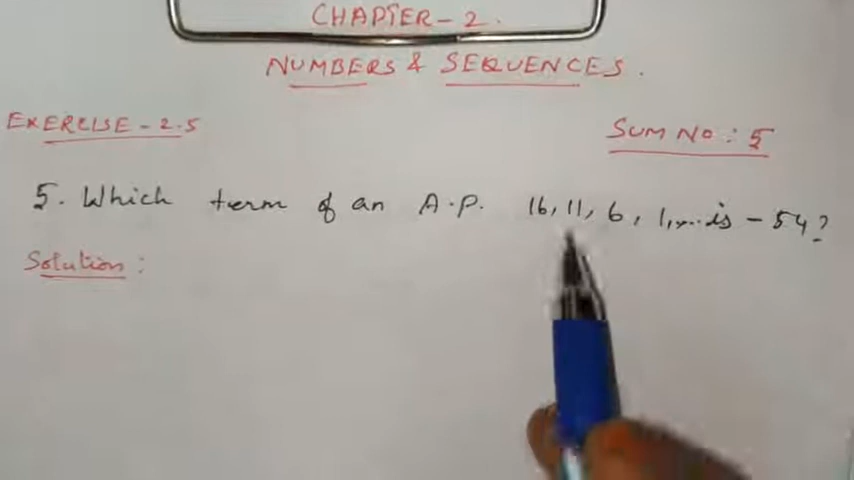 CHAPTER - 2.
NUMBERS & SEQUENCES.
EXERCISE - 2.5
SUM NO : 5
5. Which term of an A.P. 16, 11, 6, 1,... is - 54?
Solution :